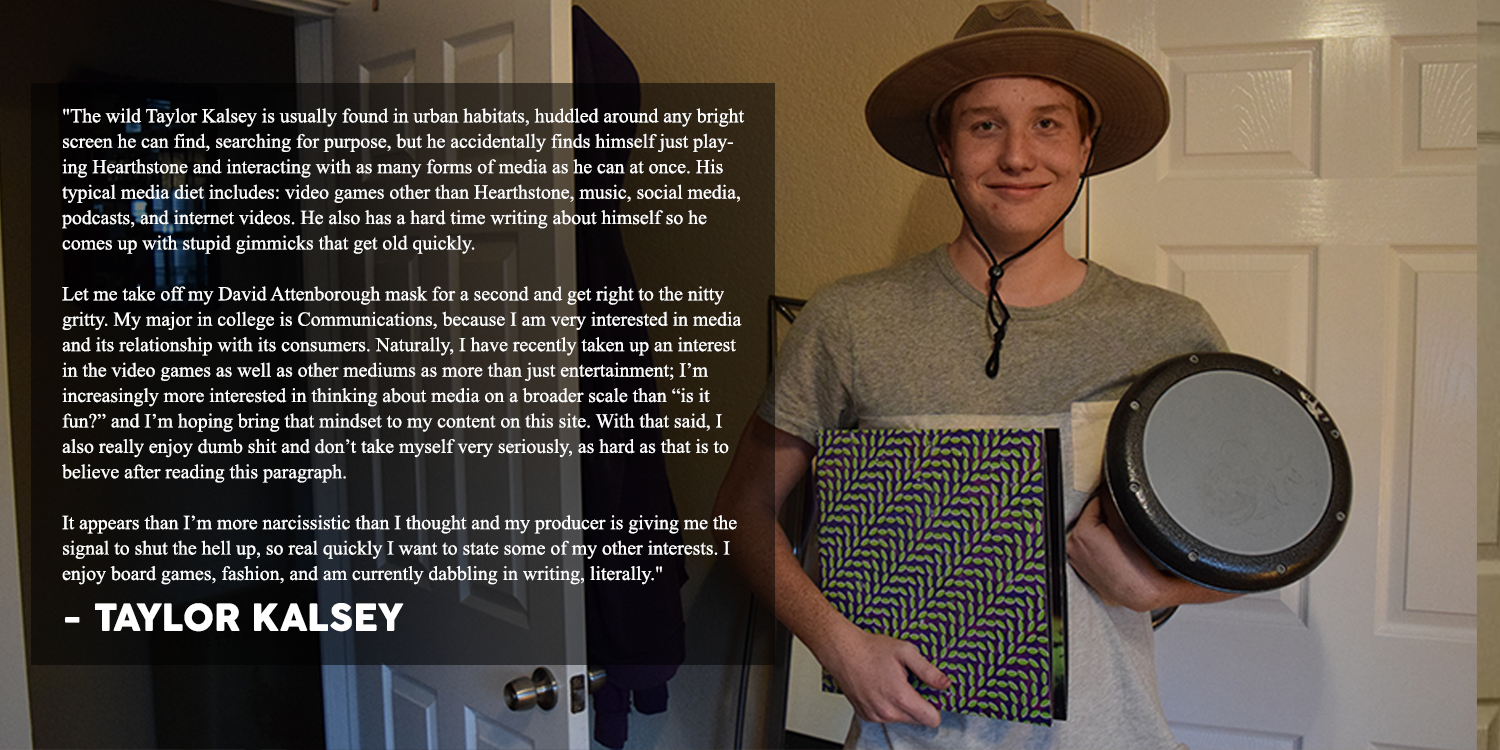 "The wild Taylor Kalsey is usually found in urban habitats, huddled around any bright
screen he can find, searching for purpose, but he accidentally finds himself just play-
ing Hearthstone and interacting with as many forms of media as he can at once. His
typical media diet includes: video games other than Hearthstone, music, social media,
podcasts, and internet videos. He also has a hard time writing about himself so he
comes up with stupid gimmicks that get old quickly.
Let me take off my David Attenborough mask for a second and get right to the nitty
gritty. My major in college is Communications, because I am very interested in media
and its relationship with its consumers. Naturally, I have recently taken up an interest
in the video games as well as other mediums as more than just entertainment; I’m
increasingly more interested in thinking about media on a broader scale than “is it
fun?” and I’m hoping bring that mindset to my content on this site. With that said, I
also really enjoy dumb shit and don’t take myself very seriously, as hard as that is to
believe after reading this paragraph.
It appears than I’m more narcissistic than I thought and my producer is giving me the
signal to shut the hell up, so real quickly I want to state some of my other interests. I
enjoy board games, fashion, and am currently dabbling in writing, literally."
- TAYLOR KALSEY